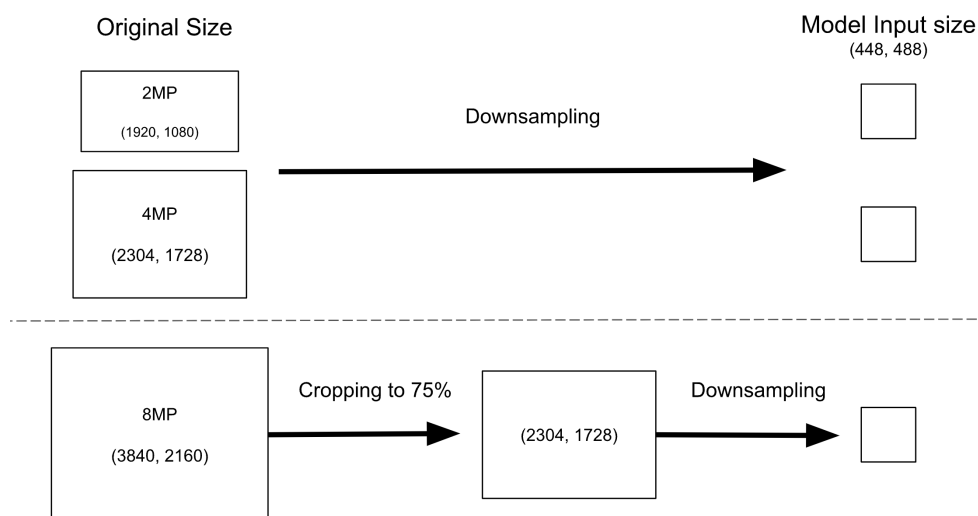 Original Size
Model Input size
(448, 488)
2MP
(1920, 1080)
Downsampling
4MP
(2304, 1728)
Cropping to 75%
Downsampling
8MP
(3840, 2160)
(2304, 1728)